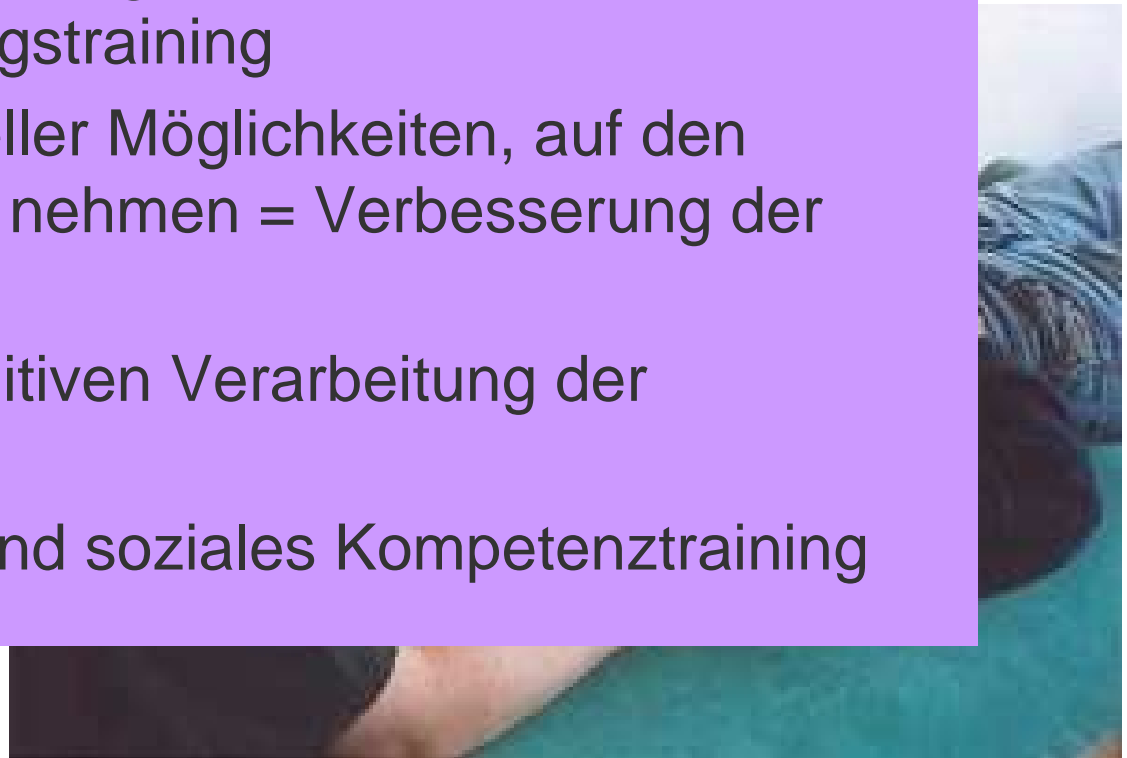 gstraining
ller Möglichkeiten, auf den
nehmen = Verbesserung der
itiven Verarbeitung der
nd soziales Kompetenztraining